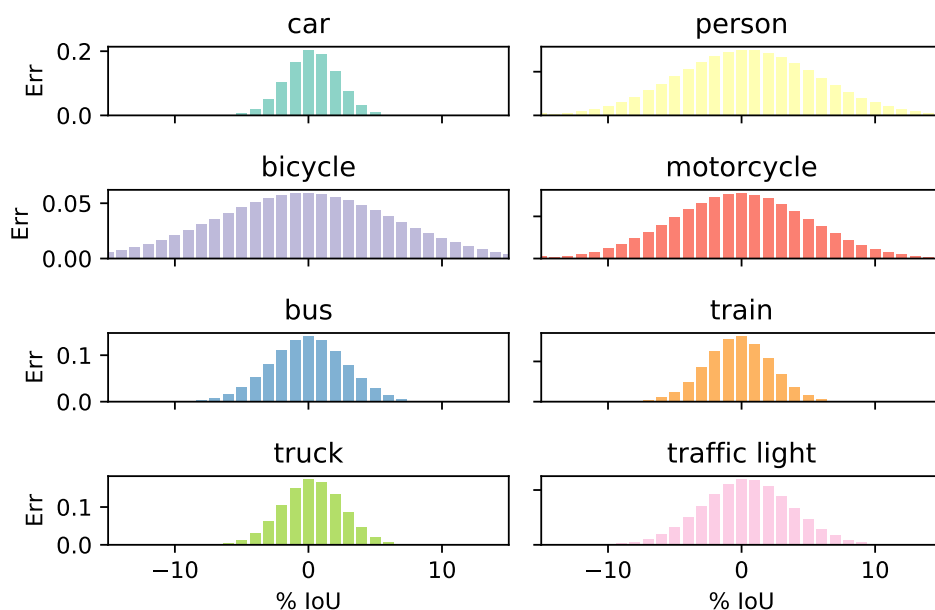 car
person
Err
0.2
0.0
bicycle
motorcycle
Err
0.05
0.00
bus
train
Err
0.1
0.0
truck
traffic light
Err
0.1
0.0
−10
0
10
−10
0
10
% IoU
% IoU